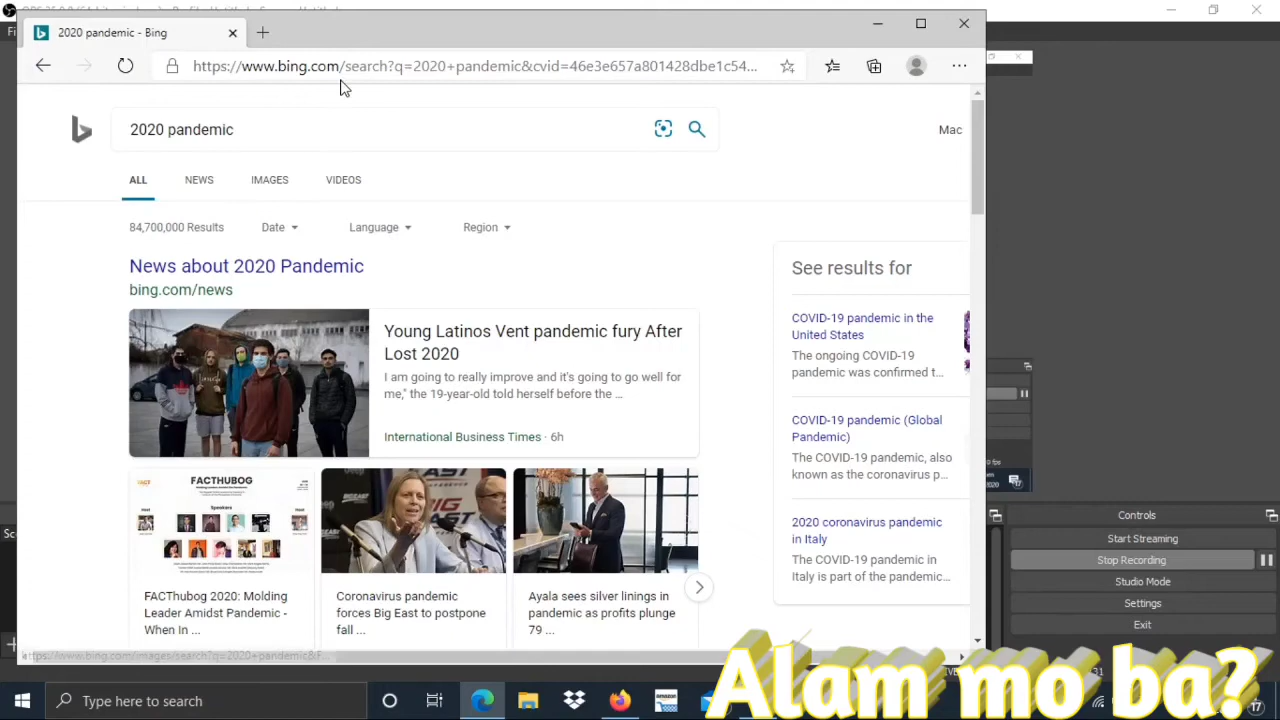 2020 pandemic - Bing
https://www.bing.com/search?q=2020+pandemic&cvid=46e3e657a801428dbe1c54...
2020 pandemic
Mac
ALL
NEWS
IMAGES
VIDEOS
84,700,000 Results
Date
Language
Region
News about 2020 Pandemic
bing.com/news
Young Latinos Vent pandemic fury After
Lost 2020
I am going to really improve and it's going to go well for
me," the 19-year-old told herself before the ...
International Business Times · 6h
FACTHUBOG
Speakers
Host
Host
FACThubog 2020: Molding
Leader Amidst Pandemic -
When In ...
Coronavirus pandemic
forces Big East to postpone
fall ...
Ayala sees silver linings in
pandemic as profits plunge
79 ...
See results for
COVID-19 pandemic in the
United States
The ongoing COVID-19
pandemic was confirmed t...
COVID-19 pandemic (Global
Pandemic)
The COVID-19 pandemic, also
known as the coronavirus p...
2020 coronavirus pandemic
in Italy
The COVID-19 pandemic in
Italy is part of the pandemic...
Controls
Start Streaming
Stop Recording
Studio Mode
Settings
Exit
Type here to search
Alam mo ba?